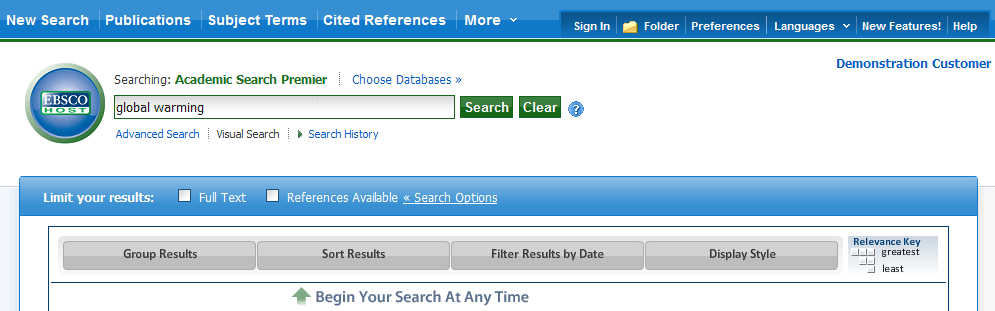 New Search Publications Subject Terms Cited References More
Sign In Folder Preferences Languages New Features! Help
Demonstration Customer
Searching: Academic Search Premier Choose Databases »
EBSCO HOST
global warming Search Clear ?
Advanced Search Visual Search Search History
Limit your results: Full Text References Available « Search Options
Group Results Sort Results Filter Results by Date Display Style
Relevance Key
greatest
least
Begin Your Search At Any Time